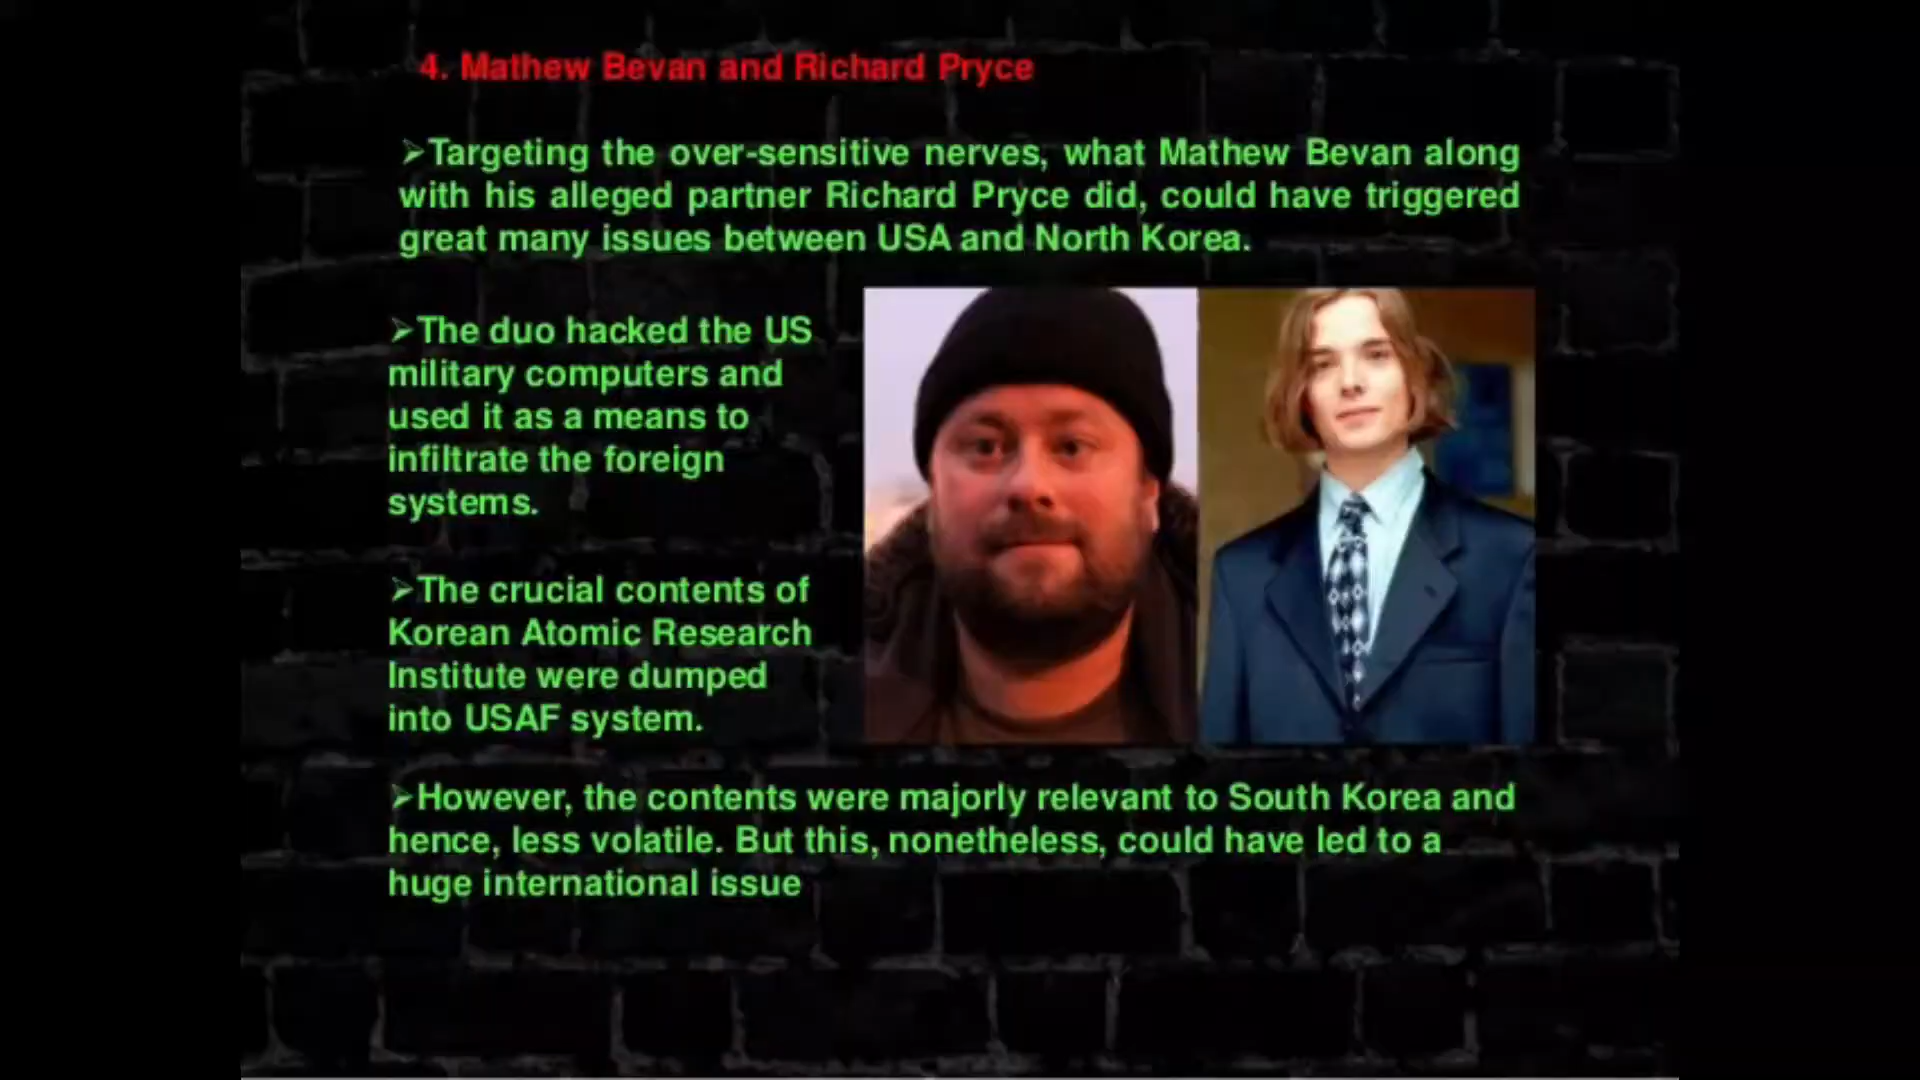 4. Mathew Bevan and Richard Pryce
➢Targeting the over-sensitive nerves, what Mathew Bevan along
with his alleged partner Richard Pryce did, could have triggered
great many issues between USA and North Korea.
➢The duo hacked the US
military computers and
used it as a means to
infiltrate the foreign
systems.
➢The crucial contents of
Korean Atomic Research
Institute were dumped
into USAF system.
➢However, the contents were majorly relevant to South Korea and
hence, less volatile. But this, nonetheless, could have led to a
huge international issue